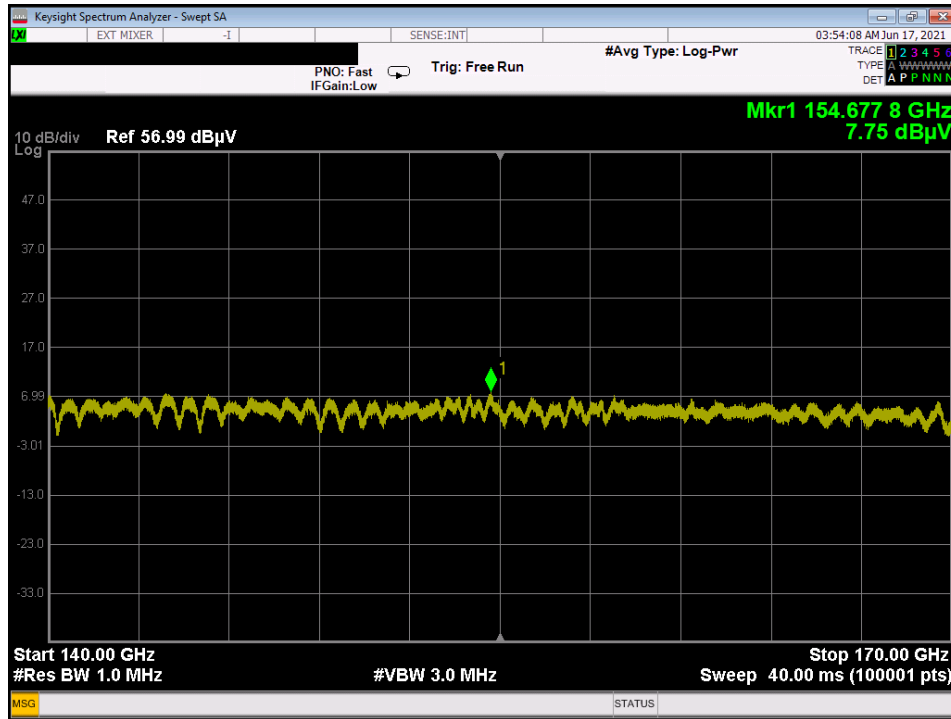 Keysight Spectrum Analyzer - Swept SA
LXI EXT MIXER -I SENSE:INT 03:54:08 AM Jun 17, 2021
PNO: Fast Trig: Free Run #Avg Type: Log-Pwr TRACE 1 2 3 4 5 6
IFGain:Low TYPE A WWWWWW
DET A P P N N N
Mkr1 154.677 8 GHz
10 dB/div Ref 56.99 dBµV 7.75 dBµV
Log
47.0
37.0
27.0
17.0
1
6.99
-3.01
-13.0
-23.0
-33.0
Start 140.00 GHz Stop 170.00 GHz
#Res BW 1.0 MHz #VBW 3.0 MHz Sweep 40.00 ms (100001 pts)
MSG STATUS